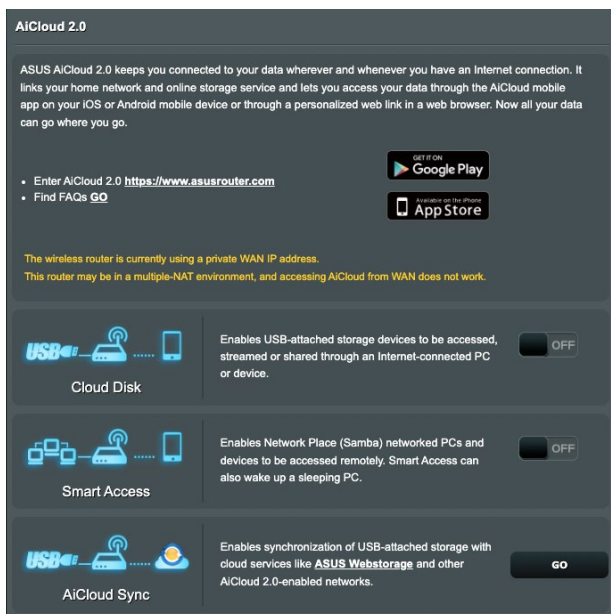 AiCloud 2.0
ASUS AiCloud 2.0 keeps you connected to your data wherever and whenever you have an Internet connection. It
links your home network and online storage service and lets you access your data through the AiCloud mobile
app on your iOS or Android mobile device or through a personalized web link in a web browser. Now all your data
can go where you go.
GET IT ON
Google Play
• Enter AiCloud 2.0 https://www.asusrouter.com
• Find FAQs GO
Available on the iPhone
App Store
The wireless router is currently using a private WAN IP address.
This router may be in a multiple-NAT environment, and accessing AiCloud from WAN does not work.
USB
Cloud Disk
Enables USB-attached storage devices to be accessed,
streamed or shared through an Internet-connected PC
or device.
OFF
Smart Access
Enables Network Place (Samba) networked PCs and
devices to be accessed remotely. Smart Access can
also wake up a sleeping PC.
OFF
USB
AiCloud Sync
Enables synchronization of USB-attached storage with
cloud services like ASUS Webstorage and other
AiCloud 2.0-enabled networks.
GO